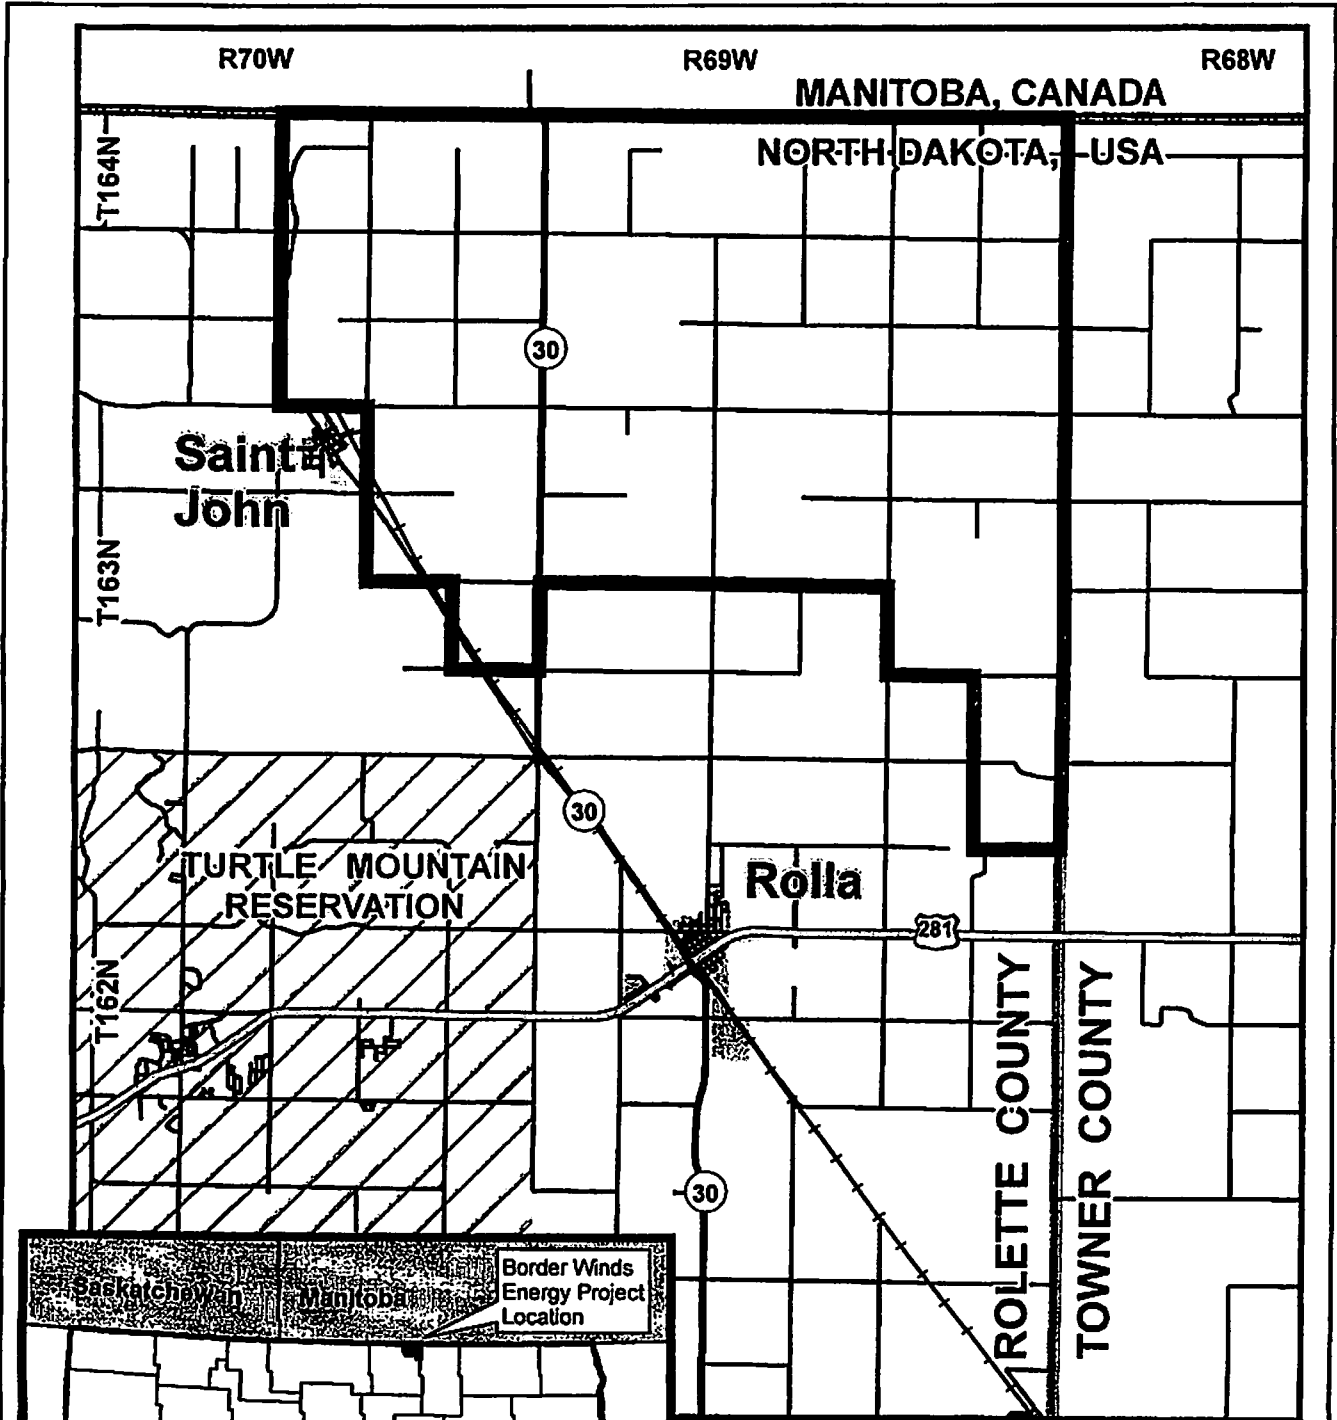 R70W R69W R68W
MANITOBA, CANADA
NORTH DAKOTA, USA
T164N
30
Saint
John
T163N
30
TURTLE MOUNTAIN
RESERVATION
Rolla
281
T162N
ROLETTE COUNTY
TOWNER COUNTY
30
Saskatchewan
Manitoba
Border Winds
Energy Project
Location